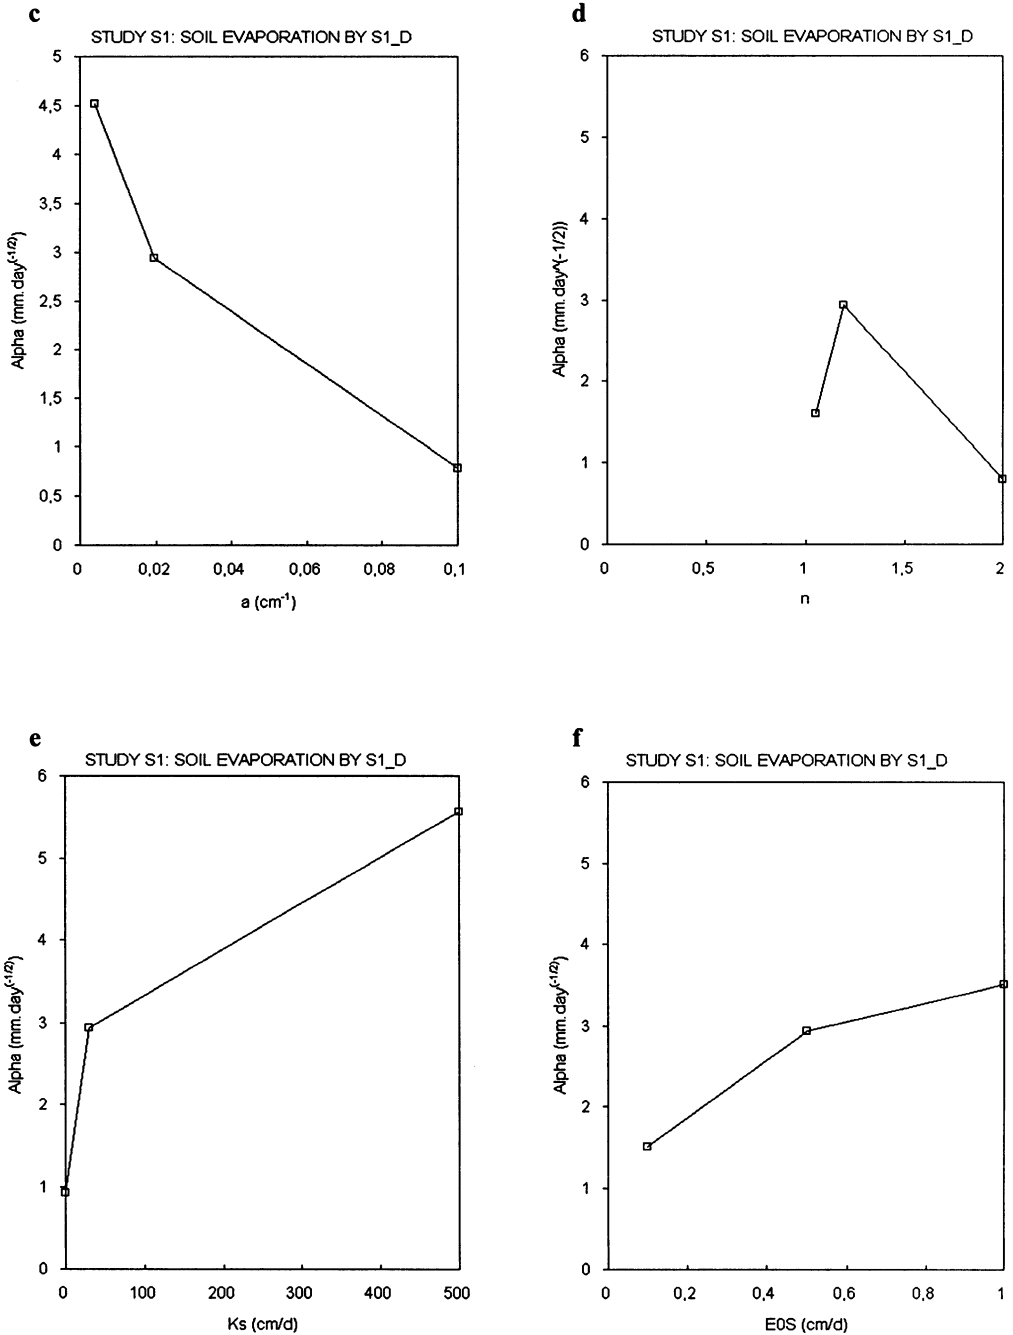 c
STUDY S1: SOIL EVAPORATION BY S1_D
5
4,5
4
3,5
3
2,5
2
1,5
1
0,5
0
Alpha (mm.day(-1/2))
0 0,02 0,04 0,06 0,08 0,1
a (cm-1)
d
STUDY S1: SOIL EVAPORATION BY S1_D
6
5
4
3
2
1
0
Alpha (mm.day^(-1/2))
0 0,5 1 1,5 2
n
e
STUDY S1: SOIL EVAPORATION BY S1_D
6
5
4
3
2
1
0
Alpha (mm.day(-1/2))
0 100 200 300 400 500
Ks (cm/d)
f
STUDY S1: SOIL EVAPORATION BY S1_D
6
5
4
3
2
1
0
Alpha (mm.day(-1/2))
0 0,2 0,4 0,6 0,8 1
E0S (cm/d)